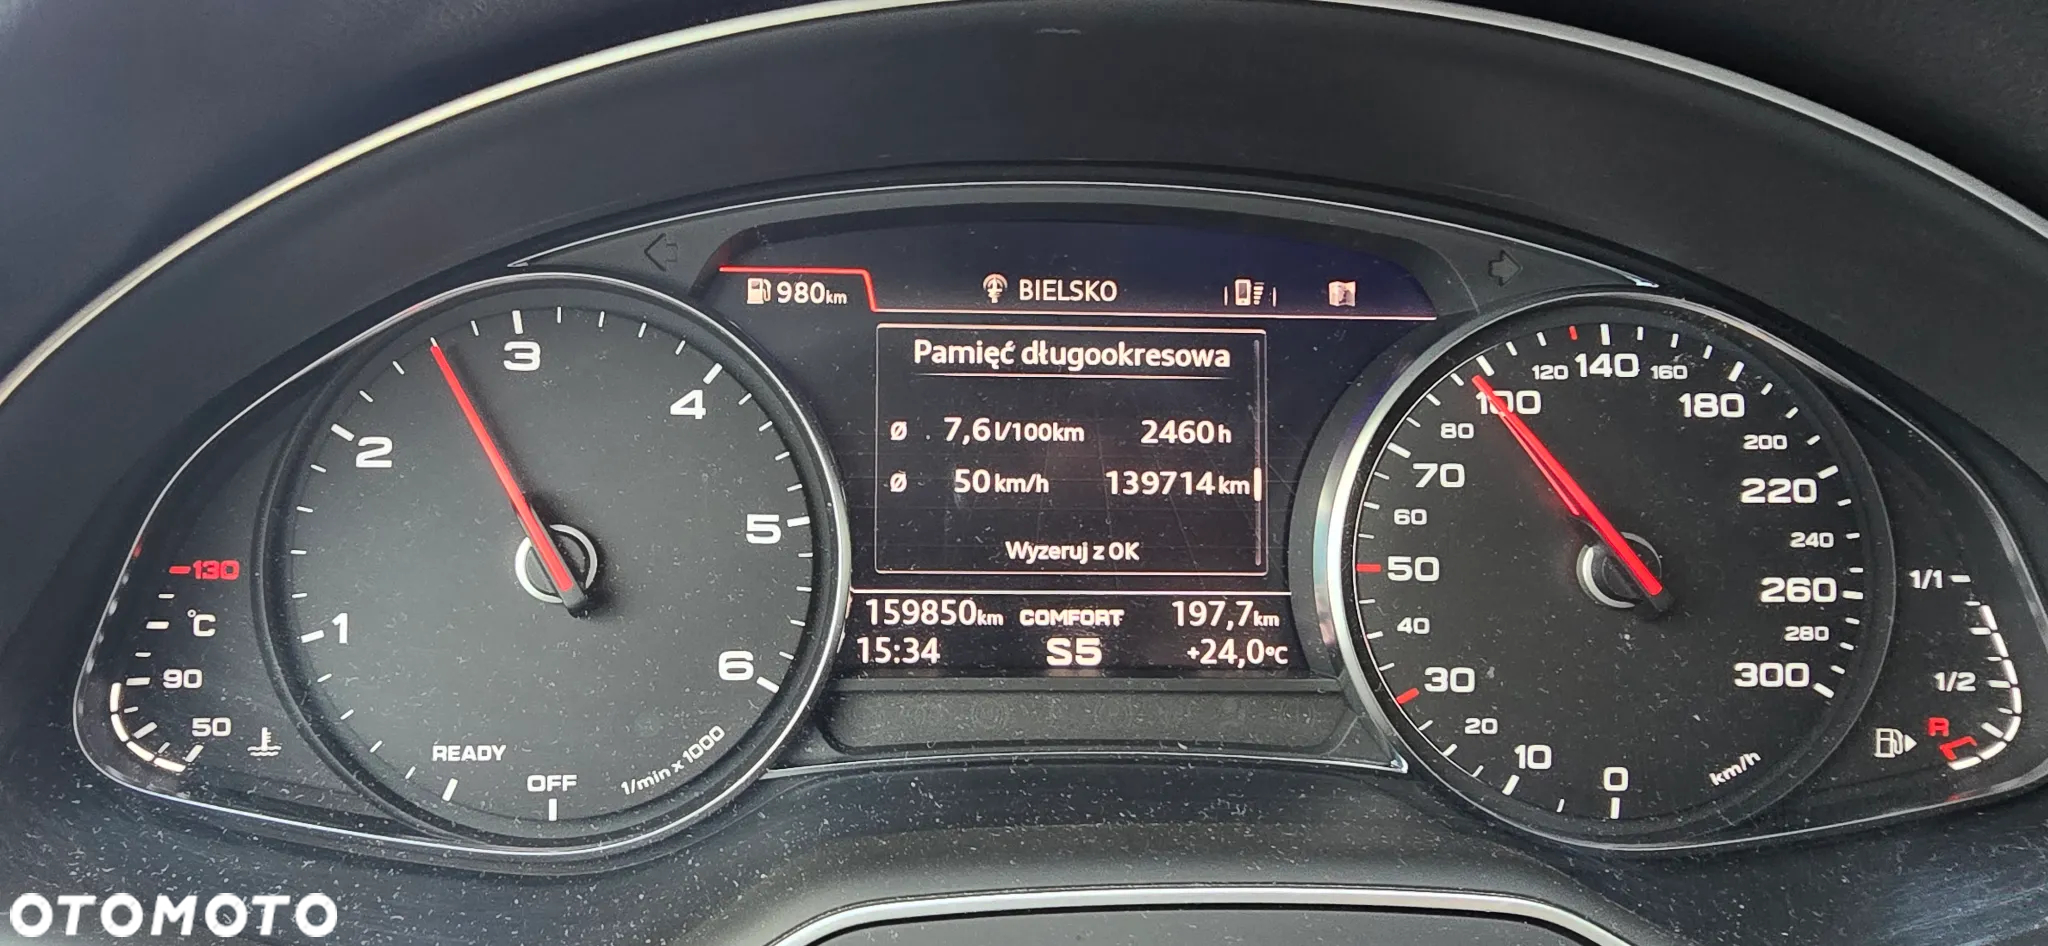 980km
BIELSKO
Pamięć długookresowa
ø 7,6 l/100km 2460 h
ø 50 km/h 139714 km
Wyzeruj z OK
159850km COMFORT 197,7km
15:34 S5 +24,0°C
130
°C
90
50
OFF
READY
1
2
3
4
5
6
1/min x 1000
0
10
20
30
40
50
60
70
80
100
120
140
160
180
200
220
240
260
280
300
km/h
1/1
1/2
R
OTOMOTO